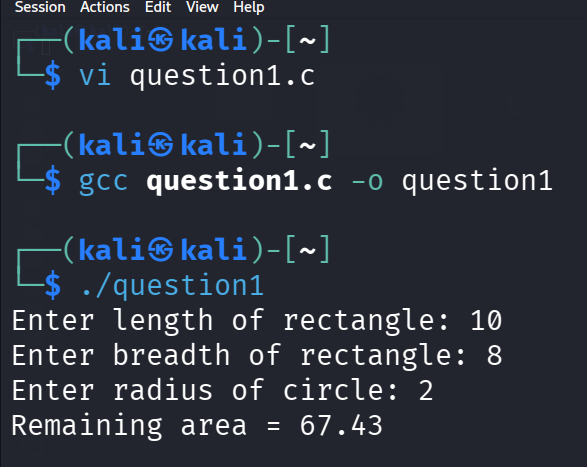 Session Actions Edit View Help
┌──(kali㉿kali)-[~]
└─$ vi question1.c
┌──(kali㉿kali)-[~]
└─$ gcc question1.c -o question1
┌──(kali㉿kali)-[~]
└─$ ./question1
Enter length of rectangle: 10
Enter breadth of rectangle: 8
Enter radius of circle: 2
Remaining area = 67.43